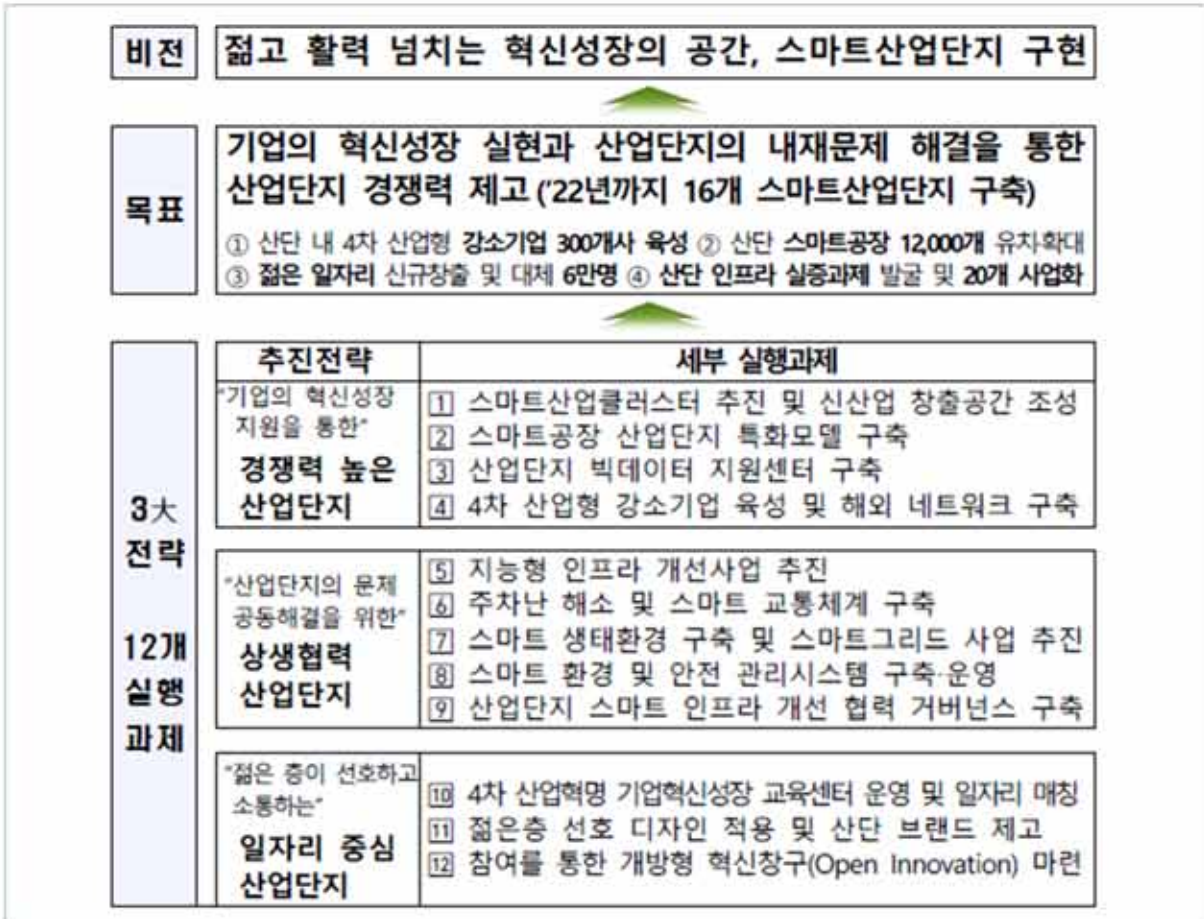 비전
젊고 활력 넘치는 혁신성장의 공간, 스마트산업단지 구현
목표
기업의 혁신성장 실현과 산업단지의 내재문제 해결을 통한
산업단지 경쟁력 제고 ('22년까지 16개 스마트산업단지 구축)
① 산단 내 4차 산업형 강소기업 300개사 육성 ② 산단 스마트공장 12,000개 유치·확대
③ 젊은 일자리 신규창출 및 대체 6만명 ④ 산단 인프라 실증과제 발굴 및 20개 사업화
3大
전략
12개
실행
과제
추진전략
세부 실행과제
"기업의 혁신성장
지원을 통한"
경쟁력 높은
산업단지
1 스마트산업클러스터 추진 및 신산업 창출공간 조성
2 스마트공장 산업단지 특화모델 구축
3 산업단지 빅데이터 지원센터 구축
4 4차 산업형 강소기업 육성 및 해외 네트워크 구축
"산업단지의 문제
공동해결을 위한"
상생협력
산업단지
5 지능형 인프라 개선사업 추진
6 주차난 해소 및 스마트 교통체계 구축
7 스마트 생태환경 구축 및 스마트그리드 사업 추진
8 스마트 환경 및 안전 관리시스템 구축·운영
9 산업단지 스마트 인프라 개선 협력 거버넌스 구축
"젊은 층이 선호하고
소통하는"
일자리 중심
산업단지
10 4차 산업혁명 기업혁신성장 교육센터 운영 및 일자리 매칭
11 젊은층 선호 디자인 적용 및 산단 브랜드 제고
12 참여를 통한 개방형 혁신창구(Open Innovation) 마련